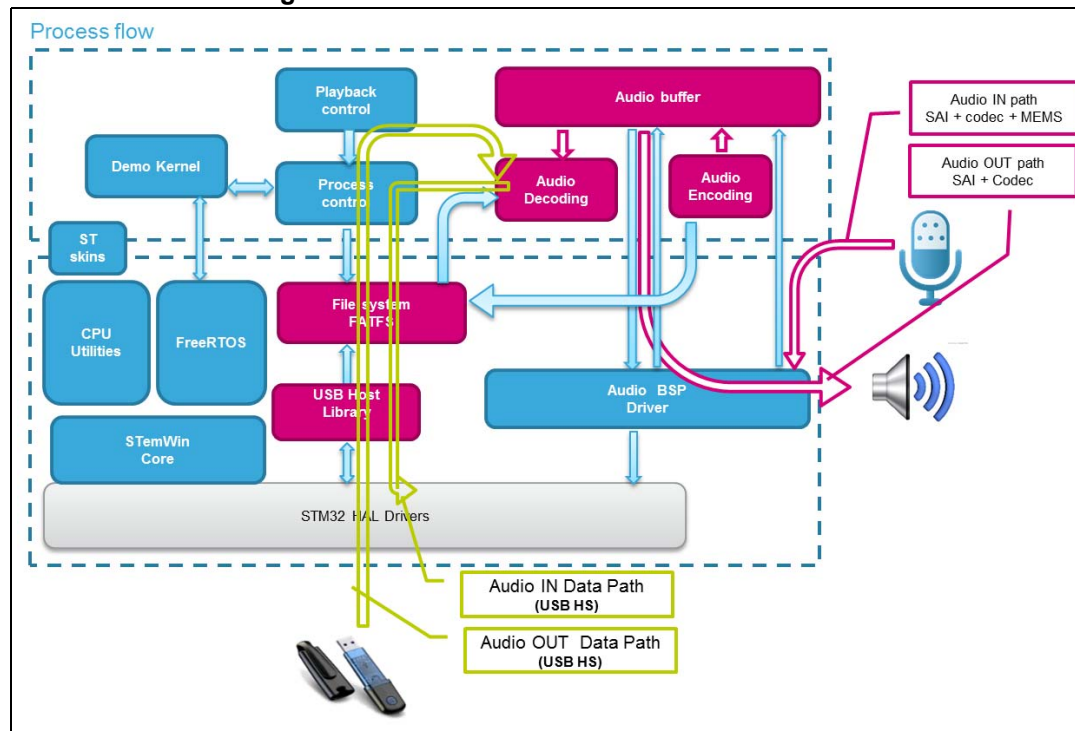 Process flow
Playback
control
Audio buffer
Audio IN path
SAI + codec + MEMS
Demo Kernel
Process
control
Audio
Decoding
Audio
Encoding
Audio OUT path
SAI + Codec
ST
skins
CPU
Utilities
FreeRTOS
File system
FATFS
USB Host
Library
Audio BSP
Driver
STemWin
Core
STM32 HAL Drivers
Audio IN Data Path
(USB HS)
Audio OUT Data Path
(USB HS)